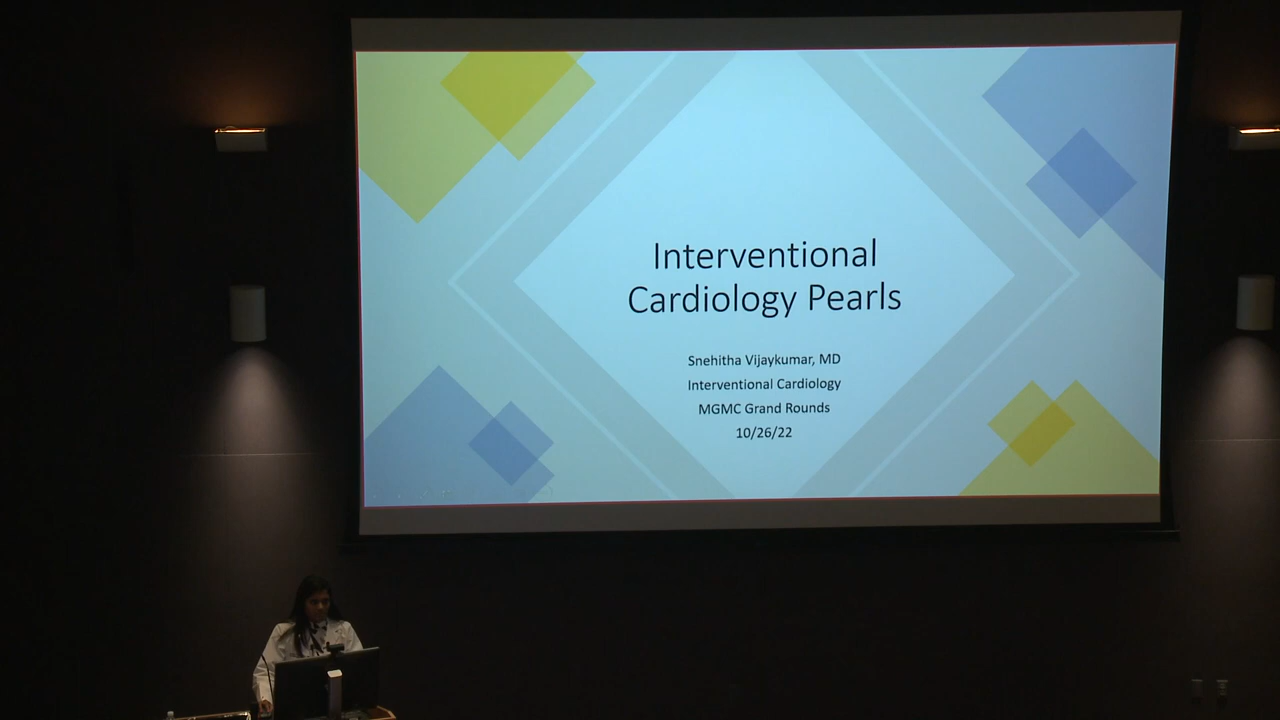 Interventional
Cardiology Pearls
Snehitha Vijaykumar, MD
Interventional Cardiology
MGMC Grand Rounds
10/26/22